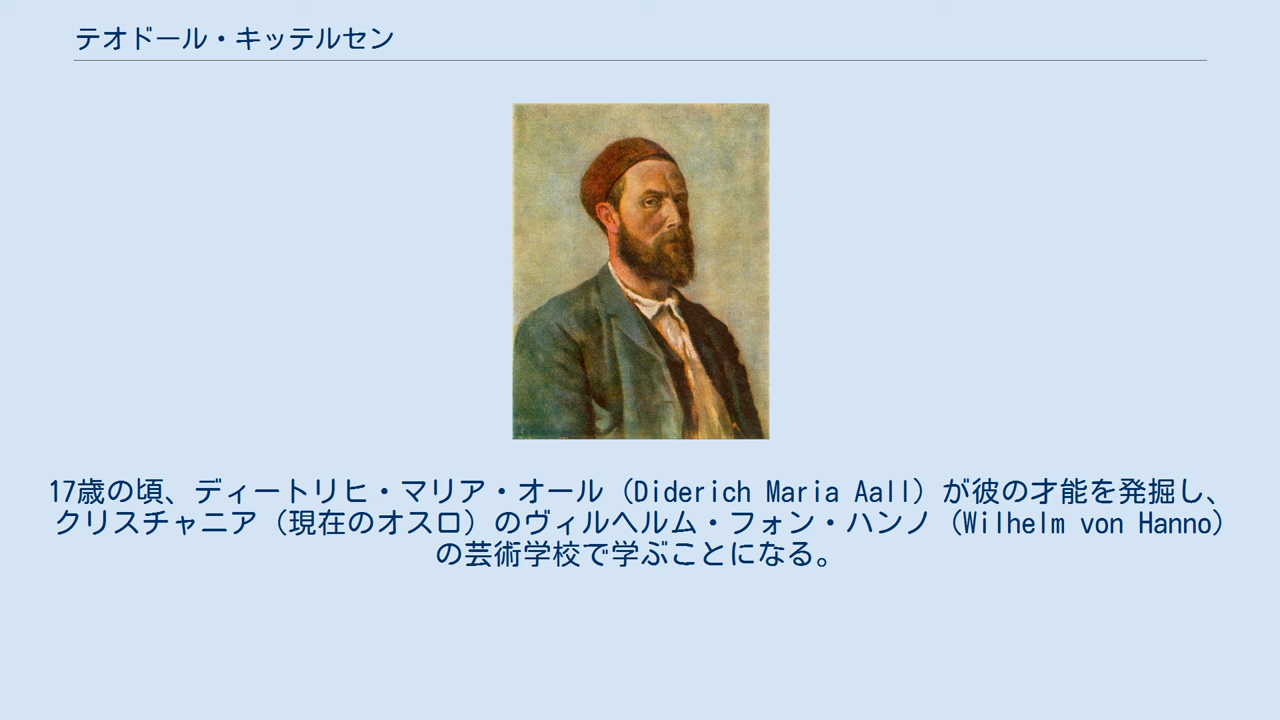 テオドール・キッテルセン
17歳の頃、ディートリヒ・マリア・オール（Diderich Maria Aall）が彼の才能を発掘し、
クリスチャニア（現在のオスロ）のヴィルヘルム・フォン・ハンノ（Wilhelm von Hanno）
の芸術学校で学ぶことになる。